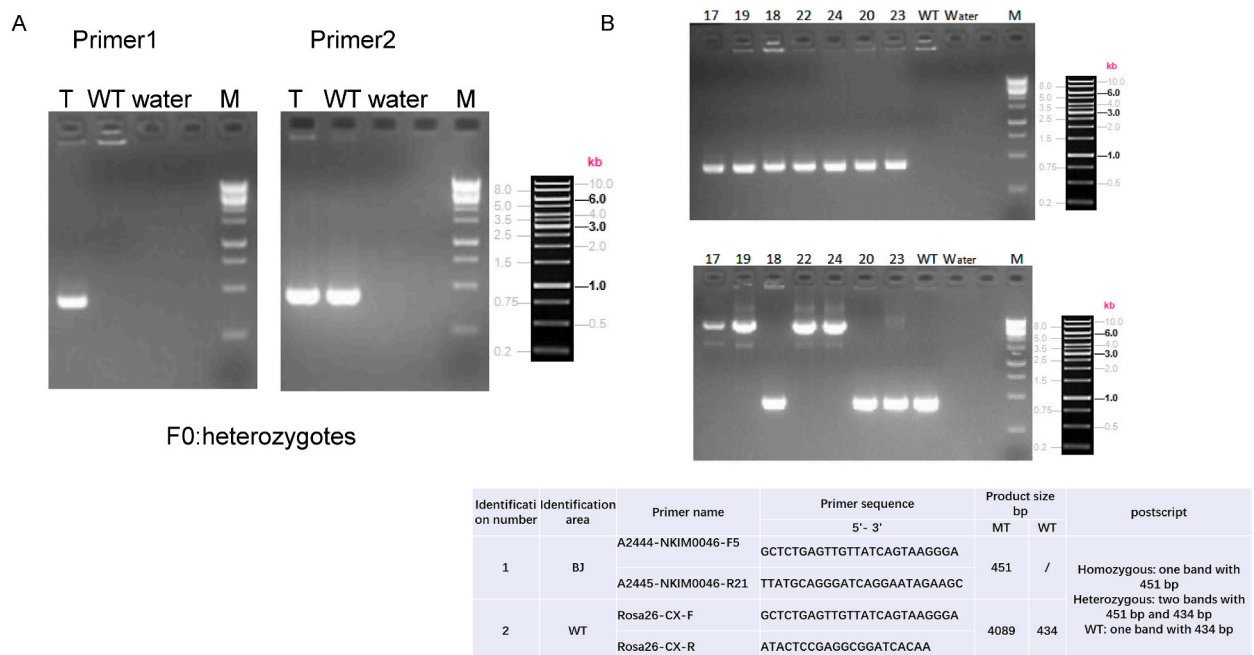 A
Primer1
Primer2
T WT water M
T WT water M
kb
8.0
5.0
3.5
2.5
1.5
0.75
0.2
10.0
6.0
4.0
3.0
2.0
1.0
0.5
F0:heterozygotes
B
17 19 18 22 24 20 23 WT Water M
kb
8.0
5.0
3.5
2.5
1.5
0.75
0.2
10.0
6.0
4.0
3.0
2.0
1.0
0.5
17 19 18 22 24 20 23 WT Water M
kb
8.0
5.0
3.5
2.5
1.5
0.75
0.2
10.0
6.0
4.0
3.0
2.0
1.0
0.5
Identificati on number
Identification area
Primer name
Primer sequence
5'- 3'
Product size bp
MT WT
postscript
1 BJ
A2444-NKIM0046-F5 GCTCTGAGTTGTTATCAGTAAGGGA
A2445-NKIM0046-R21 TTATGCAGGGATCAGGAATAGAAGC
451 /
2 WT
Rosa26-CX-F GCTCTGAGTTGTTATCAGTAAGGGA
Rosa26-CX-R ATACTCCGAGGCGGATCACAA
4089 434
Homozygous: one band with
451 bp
Heterozygous: two bands with
451 bp and 434 bp
WT: one band with 434 bp